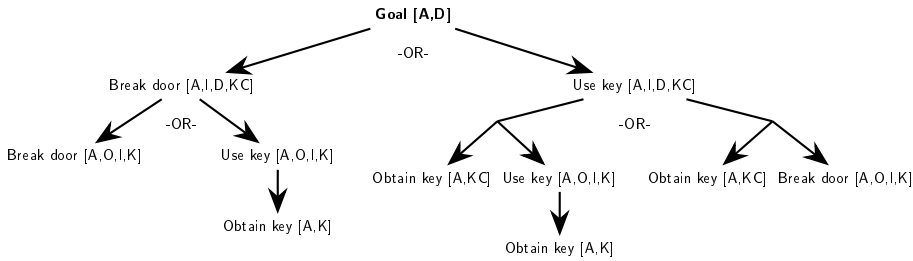 Goal [A,D]
-OR-
Break door [A,I,D,KC]
Use key [A,I,D,KC]
-OR-
-OR-
Break door [A,O,I,K]
Use key [A,O,I,K]
Obtain key [A,KC]
Use key [A,O,I,K]
Obtain key [A,KC]
Break door [A,O,I,K]
Obtain key [A,K]
Obtain key [A,K]